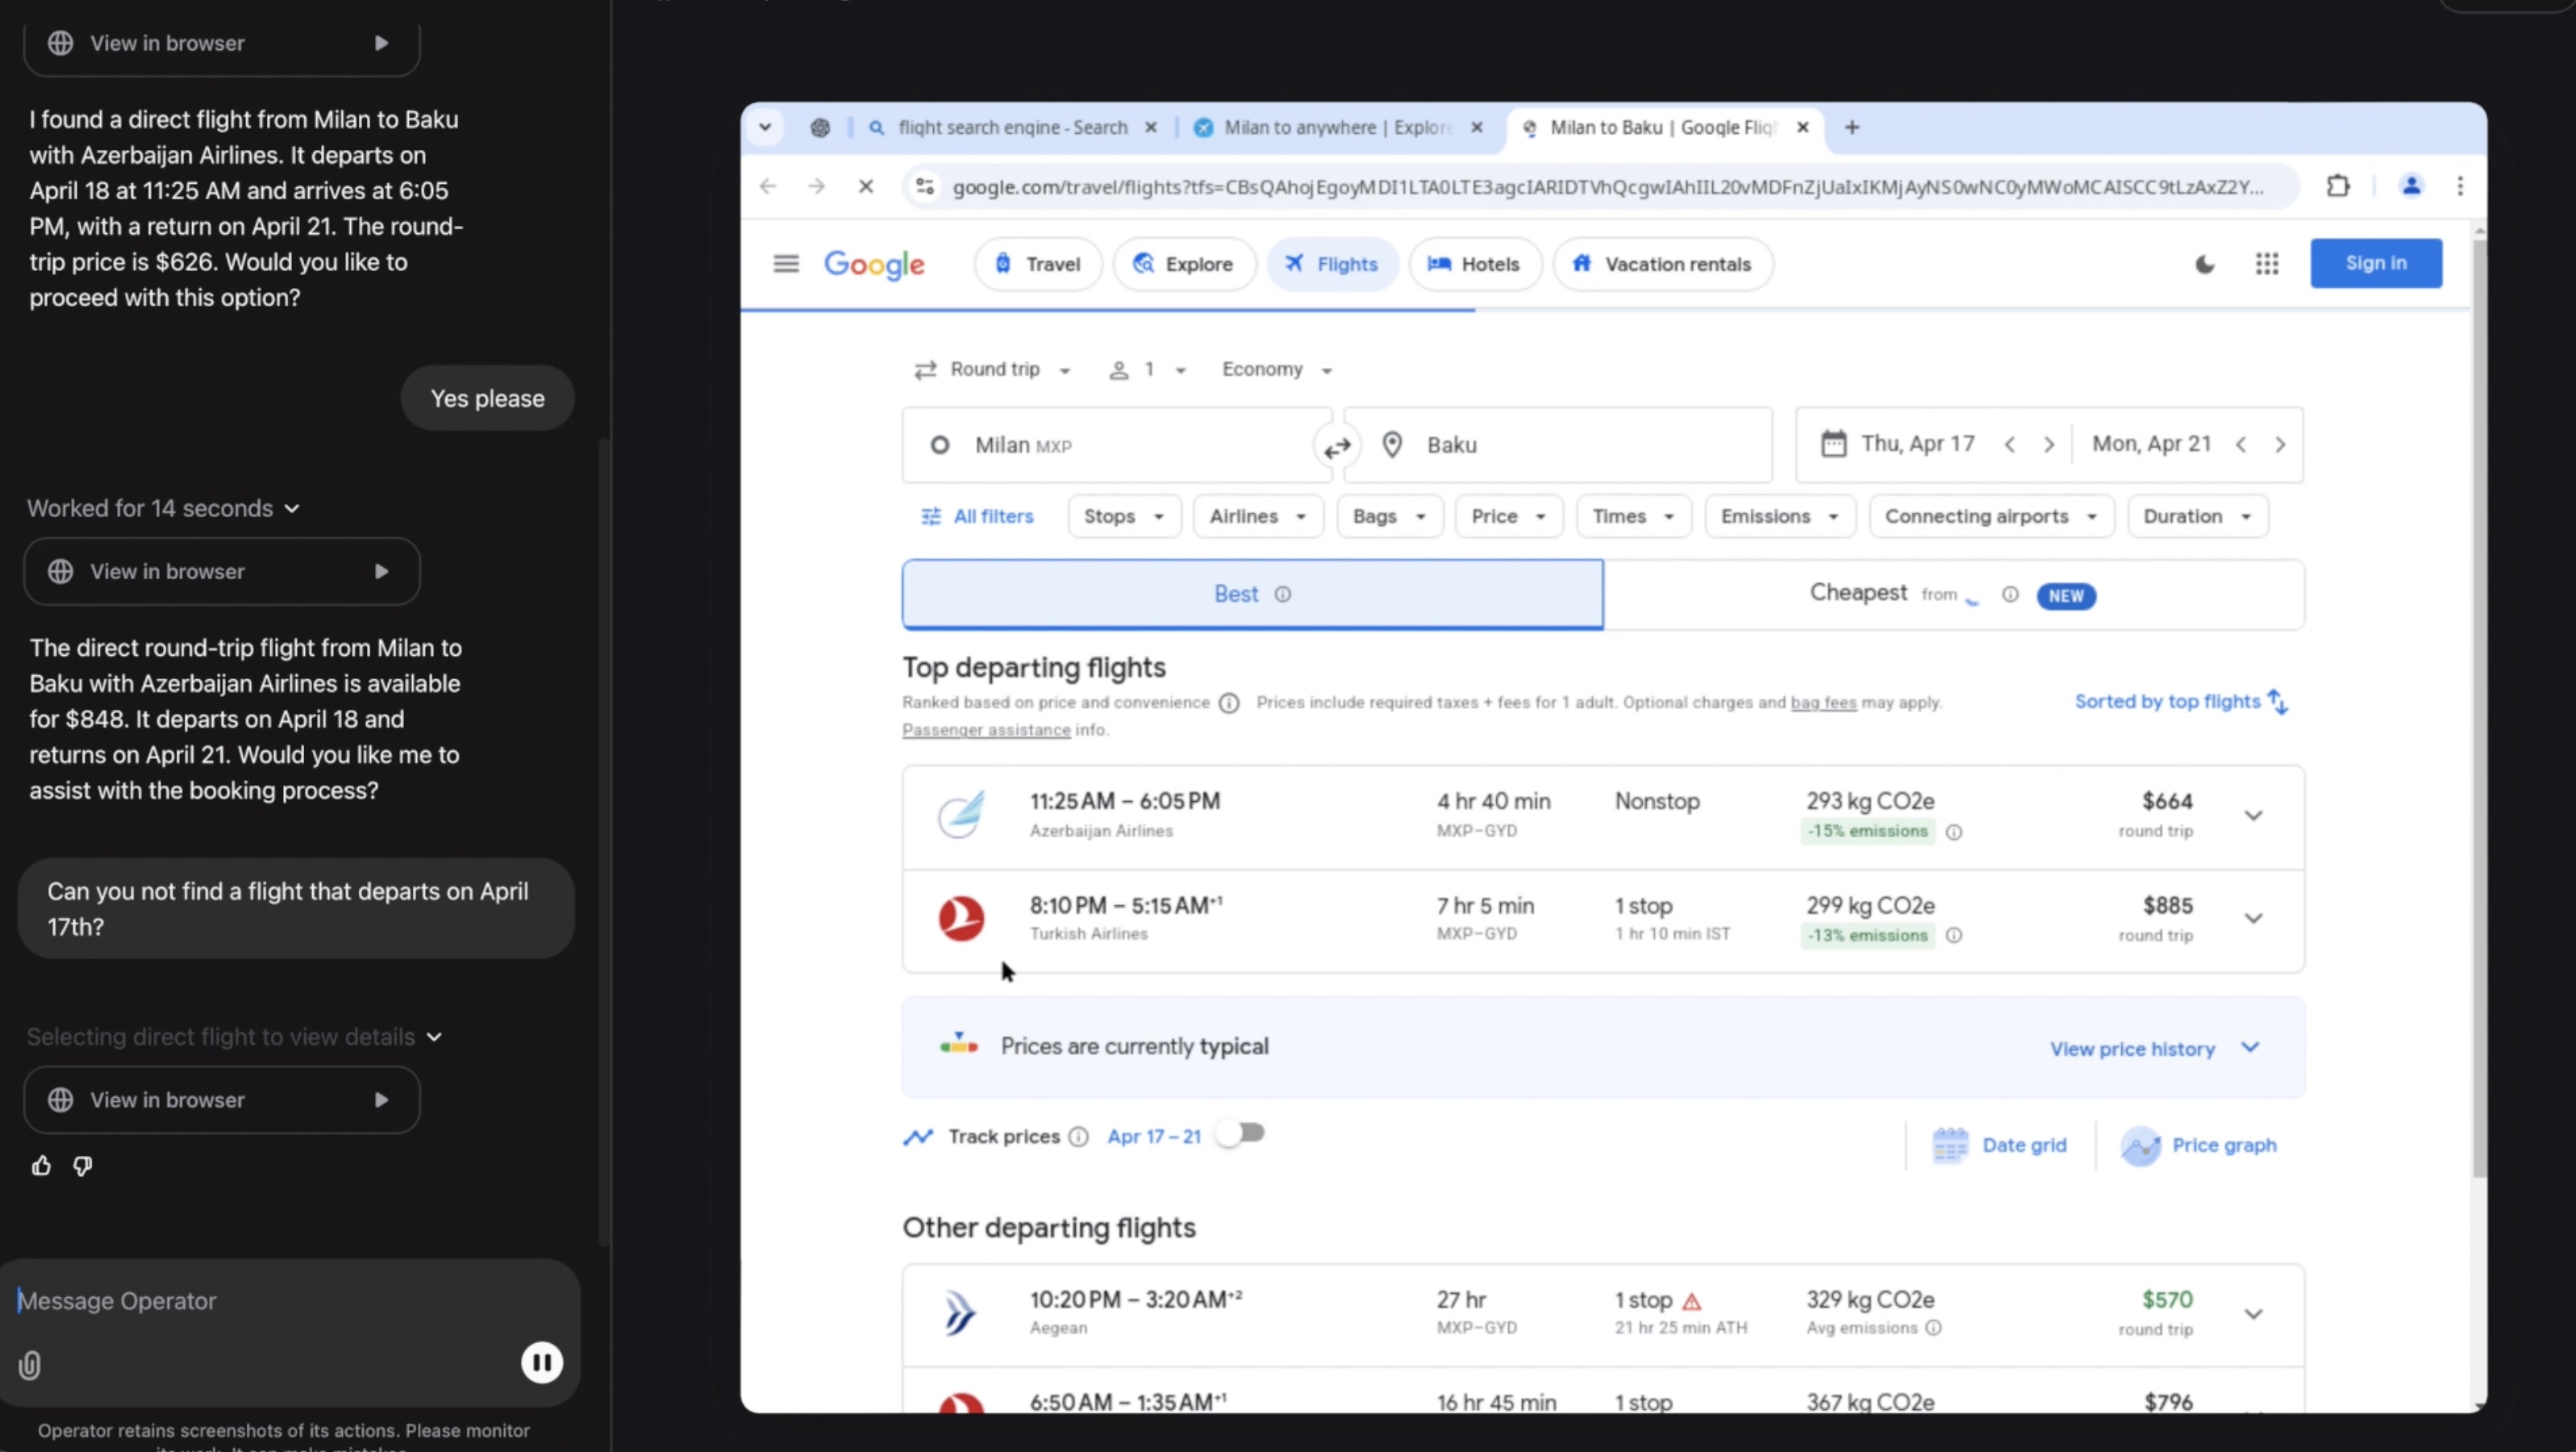 View in browser
I found a direct flight from Milan to Baku
with Azerbaijan Airlines. It departs on
April 18 at 11:25 AM and arrives at 6:05
PM, with a return on April 21. The round-
trip price is $626. Would you like to
proceed with this option?
Yes please
Worked for 14 seconds
View in browser
The direct round-trip flight from Milan to
Baku with Azerbaijan Airlines is available
for $848. It departs on April 18 and
returns on April 21. Would you like me to
assist with the booking process?
Can you not find a flight that departs on April
17th?
Selecting direct flight to view details
View in browser
Message Operator
Operator retains screenshots of its actions. Please monitor
its work. It can make mistakes.
flight search engine - Search
Milan to anywhere | Explore
Milan to Baku | Google Flig
google.com/travel/flights?tfs=CBsQAhojEgoyMDI1LTA0LTE3agcIARIDTVhQcgwIAhIIL20vMDFnZjUaIxIKMjAyNS0wNC0yMWoMCAISCC9tLzAxZ2Y...
Google
Travel
Explore
Flights
Hotels
Vacation rentals
Sign in
Round trip
1
Economy
Milan MXP
Baku
Thu, Apr 17
Mon, Apr 21
All filters
Stops
Airlines
Bags
Price
Times
Emissions
Connecting airports
Duration
Best
Cheapest from
NEW
Top departing flights
Ranked based on price and convenience Prices include required taxes + fees for 1 adult. Optional charges and bag fees may apply.
Passenger assistance info.
Sorted by top flights
11:25 AM – 6:05 PM
Azerbaijan Airlines
4 hr 40 min
MXP–GYD
Nonstop
293 kg CO2e
-15% emissions
$664
round trip
8:10 PM – 5:15 AM+1
Turkish Airlines
7 hr 5 min
MXP–GYD
1 stop
1 hr 10 min IST
299 kg CO2e
-13% emissions
$885
round trip
Prices are currently typical
View price history
Track prices
Apr 17 – 21
Date grid
Price graph
Other departing flights
10:20 PM – 3:20 AM+2
Aegean
27 hr
MXP–GYD
1 stop
21 hr 25 min ATH
329 kg CO2e
Avg emissions
$570
round trip
6:50 AM – 1:35 AM+1
16 hr 45 min
1 stop
367 kg CO2e
$796